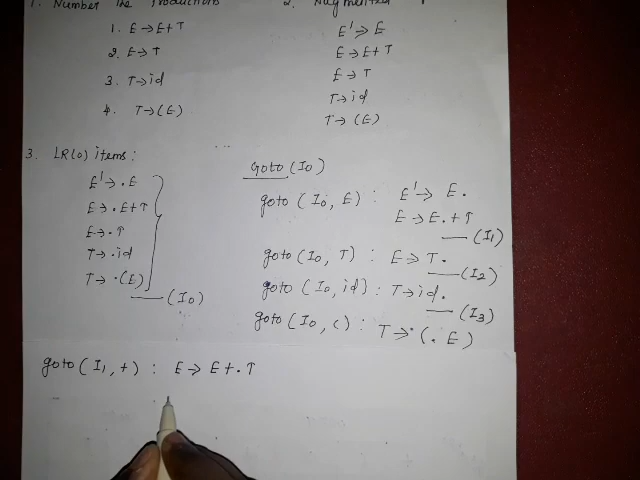 1. Number the Productions
1. E → E+T
2. E → T
3. T → id
4. T → (E)
2. Augmented
E' → E
E → E+T
E → T
T → id
T → (E)
3. LR(0) items:
E' → .E
E → .E+T
E → .T
T → .id
T → .(E)
— (I0)
Goto (I0)
goto (I0, E) : E' → E.
E → E.+T
— (I1)
goto (I0, T) : E → T.
— (I2)
goto (I0, id) : T → id.
— (I3)
goto (I0, () : T → (.E)
goto (I1, +) : E → E+.T